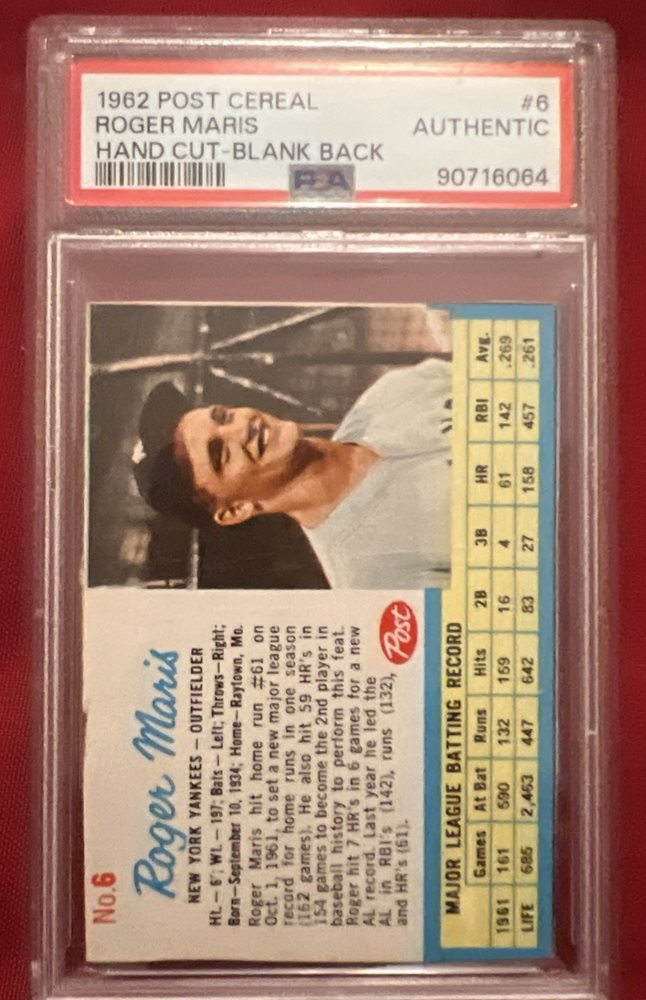 1962 POST CEREAL #6
ROGER MARIS AUTHENTIC
HAND CUT-BLANK BACK
PSA 90716064
No.6
Roger Maris
NEW YORK YANKEES – OUTFIELDER
Ht. – 6'; Wt. – 197; Bats – Left; Throws – Right;
Born – September 10, 1934; Home – Raytown, Mo.
Roger Maris hit home run #61 on
Oct. 1, 1961, to set a new major league
record for home runs in one season
(162 games). He also hit 59 HR's in
154 games to become the 2nd player in
baseball history to perform this feat.
Roger hit 7 HR's in 6 games for a new
AL record. Last year he led the
AL in RBI's (142), runs (132),
and HR's (61).
Post
MAJOR LEAGUE BATTING RECORD
Games At Bat Runs Hits 2B 3B HR RBI Avg.
1961 161 590 132 159 16 4 61 142 .269
LIFE 685 2,463 447 642 83 27 158 457 .261